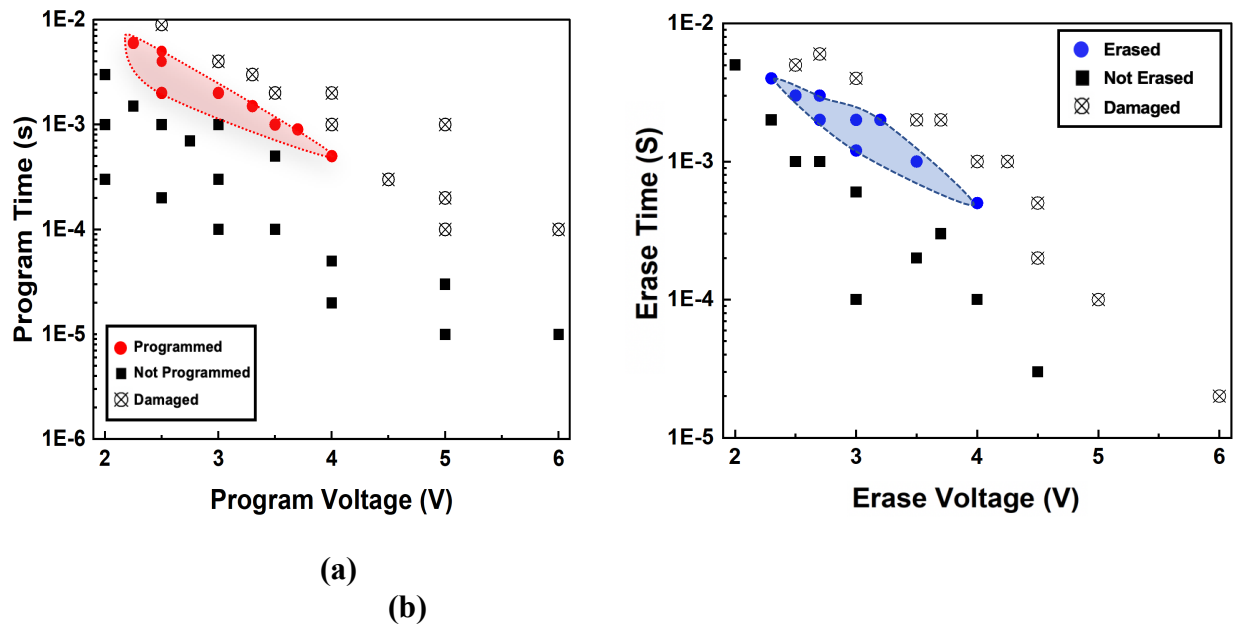 1E-2
1E-3
1E-4
1E-5
1E-6
Program Time (s)
Programmed
Not Programmed
Damaged
2 3 4 5 6
Program Voltage (V)
1E-2
1E-3
1E-4
1E-5
Erase Time (S)
Erased
Not Erased
Damaged
2 3 4 5 6
Erase Voltage (V)
(a)
(b)